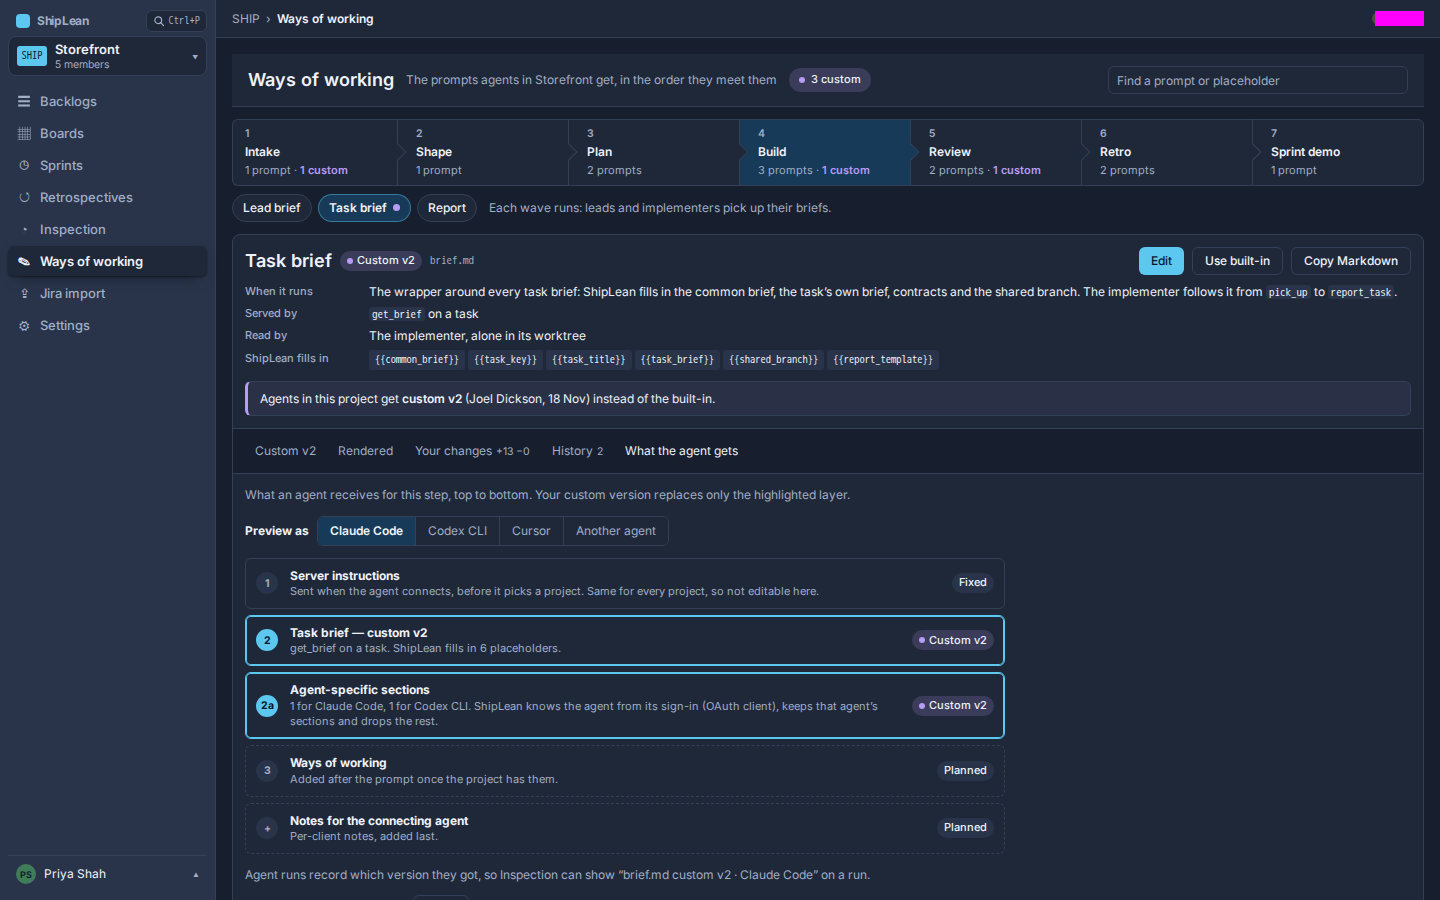 ShipLean
Ctrl+P
SHIP
Storefront
5 members
Backlogs
Boards
Sprints
Retrospectives
Inspection
Ways of working
Jira import
Settings
PS
Priya Shah
SHIP › Ways of working
Ways of working
The prompts agents in Storefront get, in the order they meet them
3 custom
Find a prompt or placeholder
1
Intake
1 prompt · 1 custom
2
Shape
1 prompt
3
Plan
2 prompts
4
Build
3 prompts · 1 custom
5
Review
2 prompts · 1 custom
6
Retro
2 prompts
7
Sprint demo
1 prompt
Lead brief
Task brief
Report
Each wave runs: leads and implementers pick up their briefs.
Task brief
Custom v2
brief.md
Edit
Use built-in
Copy Markdown
When it runs
The wrapper around every task brief: ShipLean fills in the common brief, the task's own brief, contracts and the shared branch. The implementer follows it from pick_up to report_task.
Served by
get_brief on a task
Read by
The implementer, alone in its worktree
ShipLean fills in
{{common_brief}} {{task_key}} {{task_title}} {{task_brief}} {{shared_branch}} {{report_template}}
Agents in this project get custom v2 (Joel Dickson, 18 Nov) instead of the built-in.
Custom v2
Rendered
Your changes +13 −0
History 2
What the agent gets
What an agent receives for this step, top to bottom. Your custom version replaces only the highlighted layer.
Preview as
Claude Code
Codex CLI
Cursor
Another agent
1
Server instructions
Sent when the agent connects, before it picks a project. Same for every project, so not editable here.
Fixed
2
Task brief — custom v2
get_brief on a task. ShipLean fills in 6 placeholders.
Custom v2
2a
Agent-specific sections
1 for Claude Code, 1 for Codex CLI. ShipLean knows the agent from its sign-in (OAuth client), keeps that agent's
sections and drops the rest.
Custom v2
3
Ways of working
Added after the prompt once the project has them.
Planned
+
Notes for the connecting agent
Per-client notes, added last.
Planned
Agent runs record which version they got, so Inspection can show “brief.md custom v2 · Claude Code” on a run.